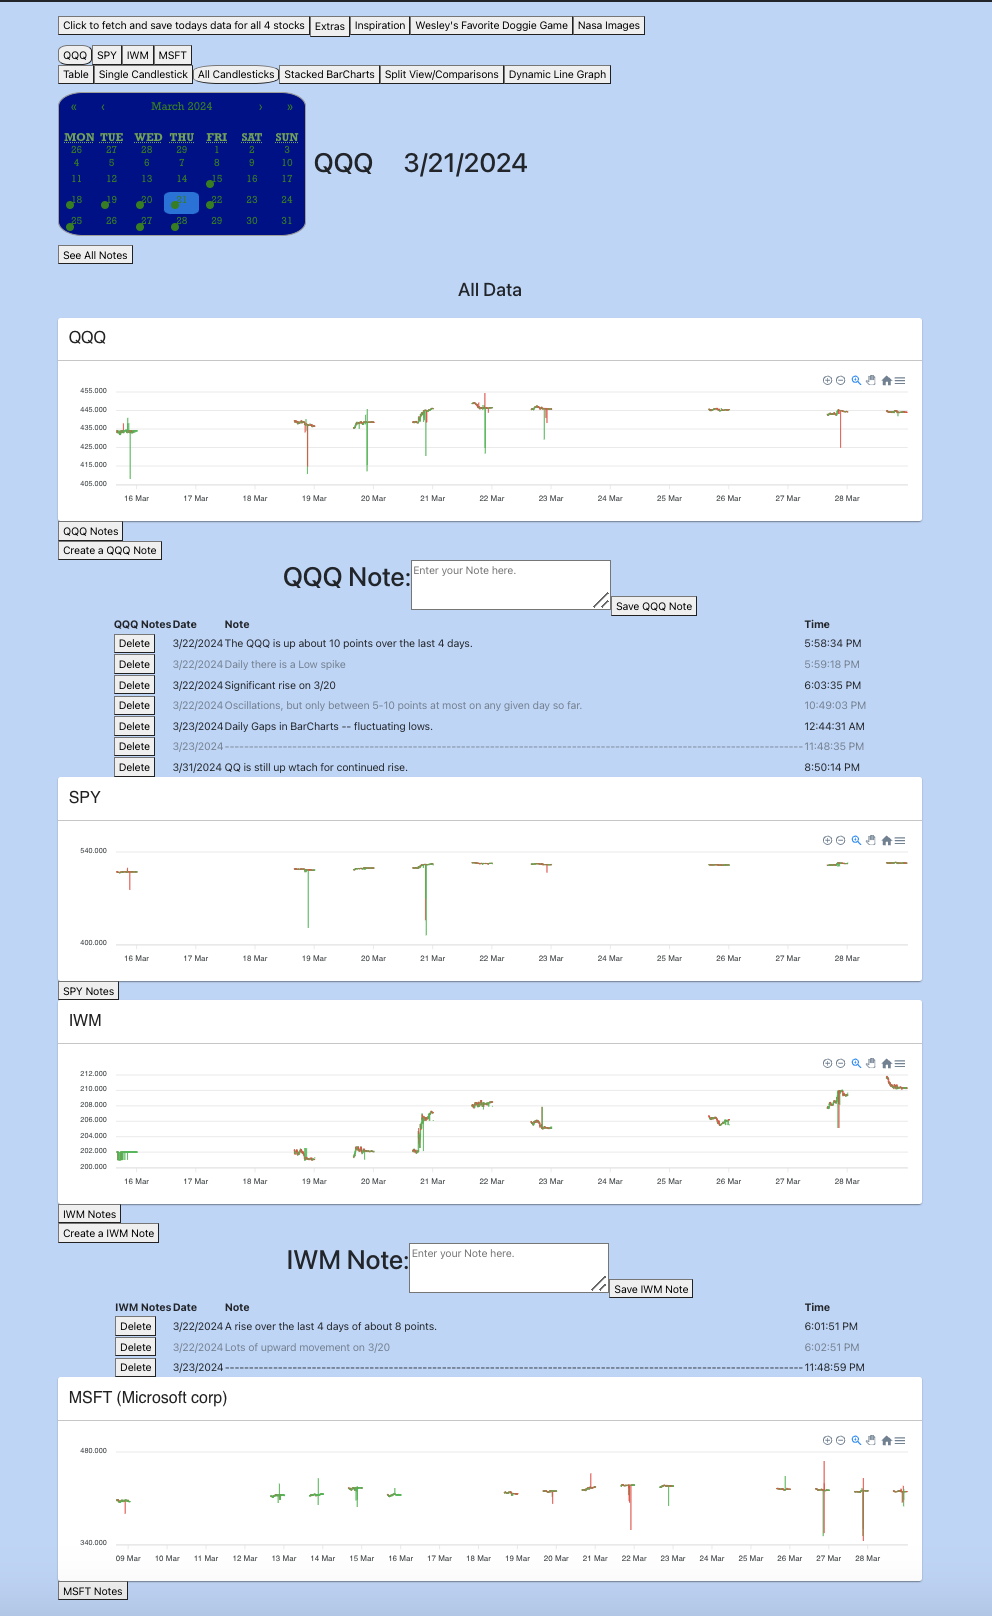 Click to fetch and save todays data for all 4 stocks Extras Inspiration Wesley's Favorite Doggie Game Nasa Images
QQQ SPY IWM MSFT
Table Single Candlestick All Candlesticks Stacked BarCharts Split View/Comparisons Dynamic Line Graph
« ‹ March 2024 › »
MON TUE WED THU FRI SAT SUN
26 27 28 29 1 2 3
4 5 6 7 8 9 10
11 12 13 14 15 16 17
18 19 20 21 22 23 24
25 26 27 28 29 30 31
QQQ 3/21/2024
See All Notes
All Data
QQQ
455.000
445.000
435.000
425.000
415.000
405.000
16 Mar 17 Mar 18 Mar 19 Mar 20 Mar 21 Mar 22 Mar 23 Mar 24 Mar 25 Mar 26 Mar 27 Mar 28 Mar
QQQ Notes
Create a QQQ Note
QQQ Note: Enter your Note here. Save QQQ Note
QQQ Notes Date Note Time
Delete 3/22/2024 The QQQ is up about 10 points over the last 4 days. 5:58:34 PM
Delete 3/22/2024 Daily there is a Low spike 5:59:18 PM
Delete 3/22/2024 Significant rise on 3/20 6:03:35 PM
Delete 3/22/2024 Oscillations, but only between 5-10 points at most on any given day so far. 10:49:03 PM
Delete 3/23/2024 Daily Gaps in BarCharts -- fluctuating lows. 12:44:31 AM
Delete 3/23/2024 ---------------------------------------------------------------------------------------------------- 11:48:35 PM
Delete 3/31/2024 QQ is still up wtach for continued rise. 8:50:14 PM
SPY
540.000
400.000
16 Mar 17 Mar 18 Mar 19 Mar 20 Mar 21 Mar 22 Mar 23 Mar 24 Mar 25 Mar 26 Mar 27 Mar 28 Mar
SPY Notes
IWM
212.000
210.000
208.000
206.000
204.000
202.000
200.000
16 Mar 17 Mar 18 Mar 19 Mar 20 Mar 21 Mar 22 Mar 23 Mar 24 Mar 25 Mar 26 Mar 27 Mar 28 Mar
IWM Notes
Create a IWM Note
IWM Note: Enter your Note here. Save IWM Note
IWM Notes Date Note Time
Delete 3/22/2024 A rise over the last 4 days of about 8 points. 6:01:51 PM
Delete 3/22/2024 Lots of upward movement on 3/20 6:02:51 PM
Delete 3/23/2024 ---------------------------------------------------------------------------------------------------- 11:48:59 PM
MSFT (Microsoft corp)
480.000
340.000
09 Mar 10 Mar 11 Mar 12 Mar 13 Mar 14 Mar 15 Mar 16 Mar 17 Mar 18 Mar 19 Mar 20 Mar 21 Mar 22 Mar 23 Mar 24 Mar 25 Mar 26 Mar 27 Mar 28 Mar
MSFT Notes